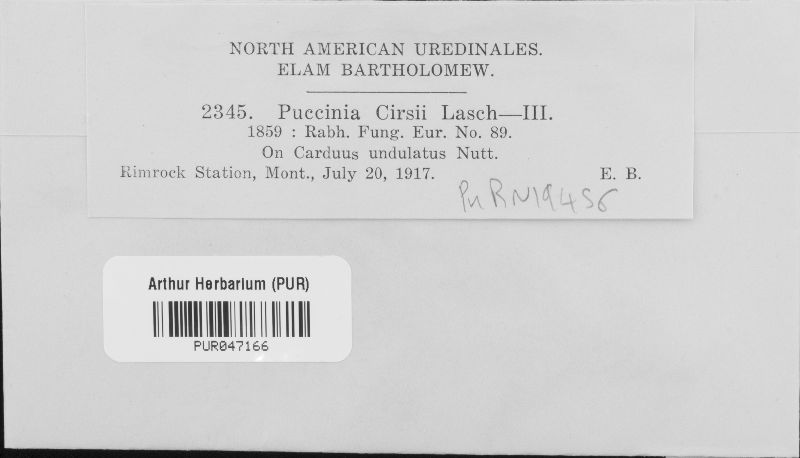 NORTH AMERICAN UREDINALES.
ELAM BARTHOLOMEW.
2345. Puccinia Cirsii Lasch—III.
1859 : Rabh. Fung. Eur. No. 89.
On Carduus undulatus Nutt.
Rimrock Station, Mont., July 20, 1917. E. B.
PURN19456
Arthur Herbarium (PUR)
PUR047166